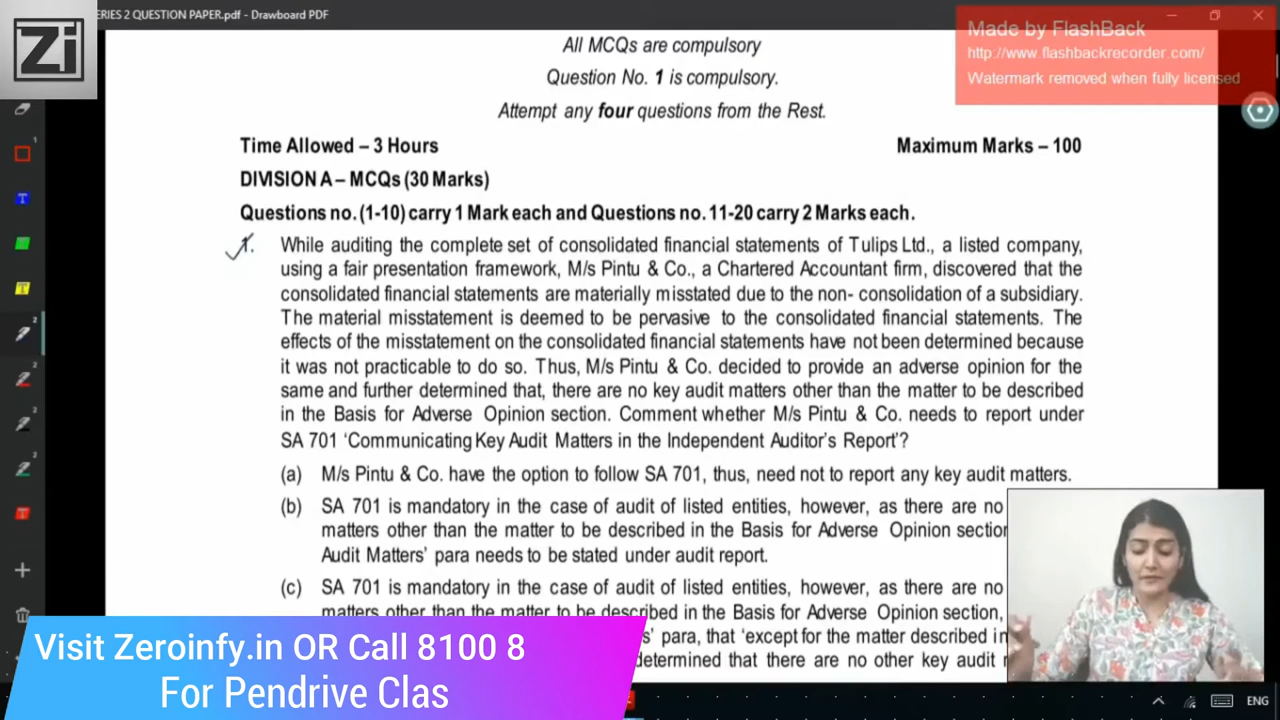 Zi
ERIES 2 QUESTION PAPER.pdf - Drawboard PDF
Made by FlashBack
http://www.flashbackrecorder.com/
Watermark removed when fully licensed
All MCQs are compulsory
Question No. 1 is compulsory.
Attempt any four questions from the Rest.
Time Allowed – 3 Hours Maximum Marks – 100
DIVISION A – MCQs (30 Marks)
Questions no. (1-10) carry 1 Mark each and Questions no. 11-20 carry 2 Marks each.
1. While auditing the complete set of consolidated financial statements of Tulips Ltd., a listed company,
using a fair presentation framework, M/s Pintu & Co., a Chartered Accountant firm, discovered that the
consolidated financial statements are materially misstated due to the non- consolidation of a subsidiary.
The material misstatement is deemed to be pervasive to the consolidated financial statements. The
effects of the misstatement on the consolidated financial statements have not been determined because
it was not practicable to do so. Thus, M/s Pintu & Co. decided to provide an adverse opinion for the
same and further determined that, there are no key audit matters other than the matter to be described
in the Basis for Adverse Opinion section. Comment whether M/s Pintu & Co. needs to report under
SA 701 ‘Communicating Key Audit Matters in the Independent Auditor’s Report’?
(a) M/s Pintu & Co. have the option to follow SA 701, thus, need not to report any key audit matters.
(b) SA 701 is mandatory in the case of audit of listed entities, however, as there are no
matters other than the matter to be described in the Basis for Adverse Opinion section
Audit Matters’ para needs to be stated under audit report.
(c) SA 701 is mandatory in the case of audit of listed entities, however, as there are no
matters other than the matter to be described in the Basis for Adverse Opinion section,
s’ para, that ‘except for the matter described in
determined that there are no other key audit
Visit Zeroinfy.in OR Call 8100 8
For Pendrive Clas
ENG